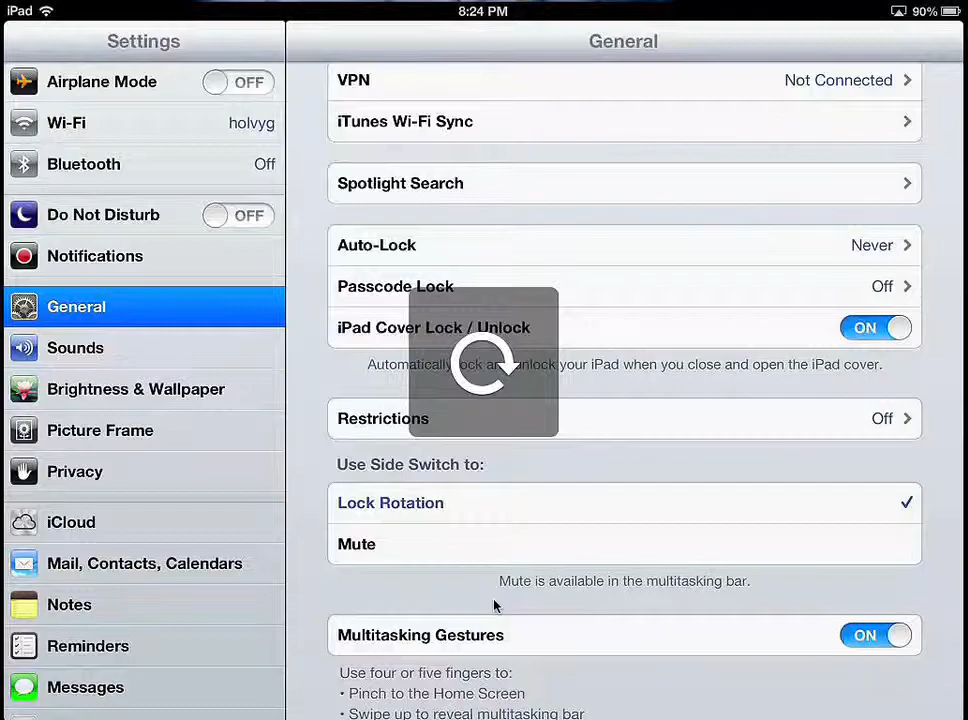 iPad 8:24 PM 90%
Settings
General
Airplane Mode OFF
Wi-Fi holvyg
Bluetooth Off
Do Not Disturb OFF
Notifications
General
Sounds
Brightness & Wallpaper
Picture Frame
Privacy
iCloud
Mail, Contacts, Calendars
Notes
Reminders
Messages
VPN Not Connected
iTunes Wi-Fi Sync
Spotlight Search
Auto-Lock Never
Passcode Lock Off
iPad Cover Lock / Unlock ON
Automatically lock and unlock your iPad when you close and open the iPad cover.
Restrictions Off
Use Side Switch to:
Lock Rotation
Mute
Mute is available in the multitasking bar.
Multitasking Gestures ON
Use four or five fingers to:
• Pinch to the Home Screen
• Swipe up to reveal multitasking bar